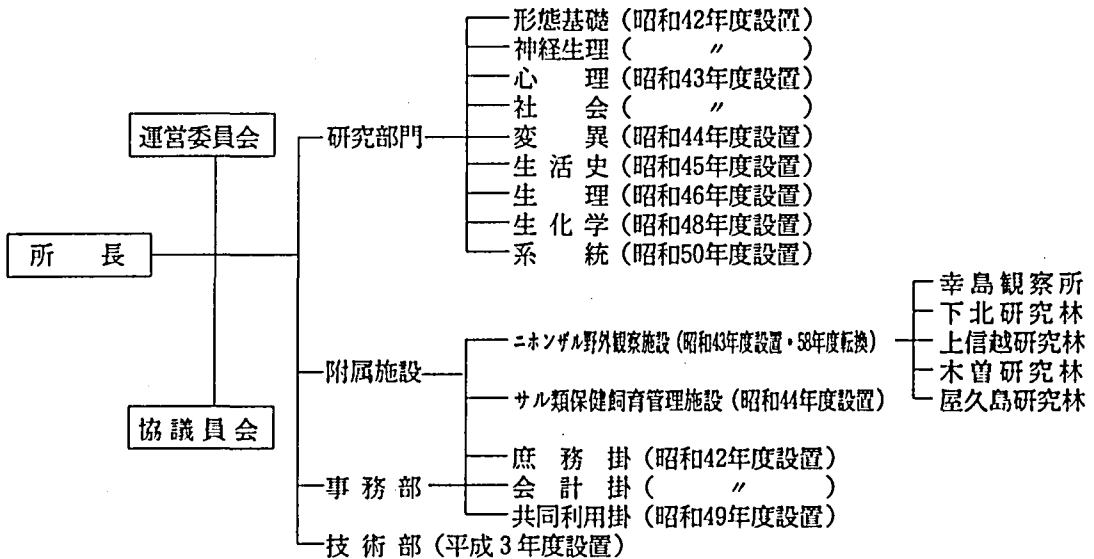 形態基礎（昭和42年度設置）
神経生理（　〃　）
心理（昭和43年度設置）
社会（　〃　）
運営委員会
研究部門
変異（昭和44年度設置）
生活史（昭和45年度設置）
生理（昭和46年度設置）
生化学（昭和48年度設置）
所長
系統（昭和50年度設置）
幸島観察所
下北研究林
ニホンザル野外観察施設（昭和43年度設置・58年度転換）
上信越研究林
附属施設
木曽研究林
サル類保健飼育管理施設（昭和44年度設置）
屋久島研究林
協議員会
庶務掛（昭和42年度設置）
事務部
会計掛（　〃　）
共同利用掛（昭和49年度設置）
技術部（平成3年度設置）